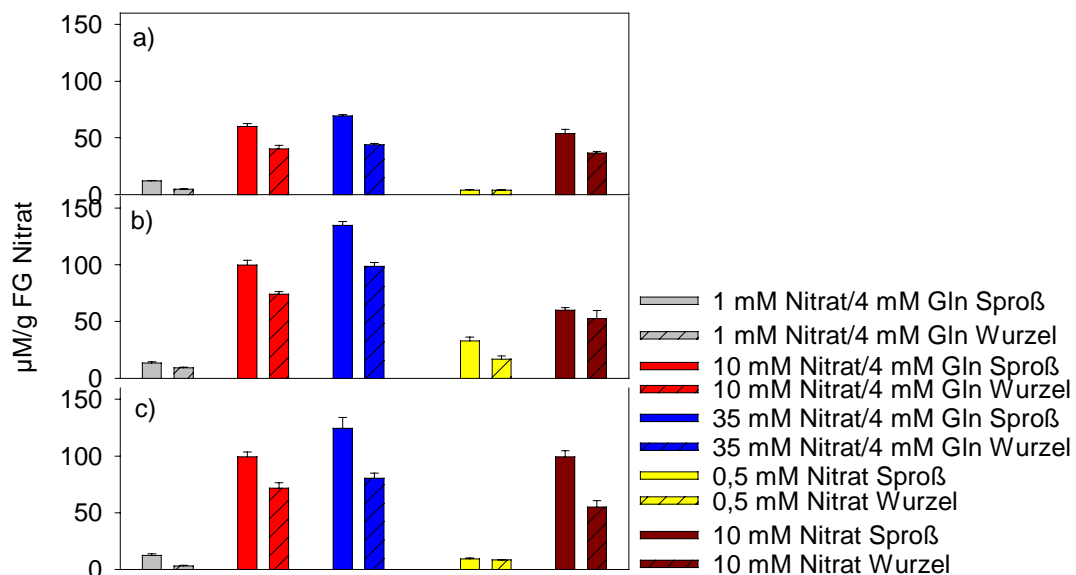 µM/g FG Nitrat
a)
150
100
50
0
b)
150
100
50
0
c)
150
100
50
0
1 mM Nitrat/4 mM Gln Sproß
1 mM Nitrat/4 mM Gln Wurzel
10 mM Nitrat/4 mM Gln Sproß
10 mM Nitrat/4 mM Gln Wurzel
35 mM Nitrat/4 mM Gln Sproß
35 mM Nitrat/4 mM Gln Wurzel
0,5 mM Nitrat Sproß
0,5 mM Nitrat Wurzel
10 mM Nitrat Sproß
10 mM Nitrat Wurzel